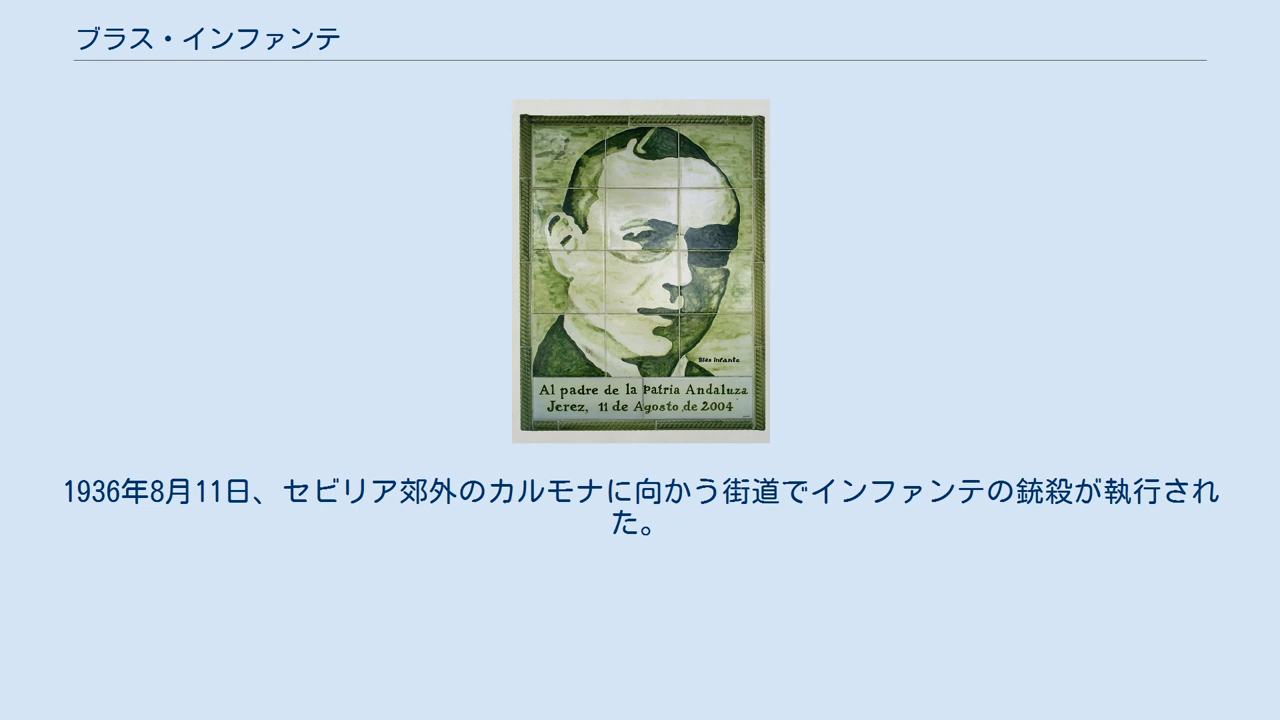 ブラス・インファンテ
Blas Infante
Al padre de la Patria Andaluza
Jerez, 11 de Agosto de 2004
1936年8月11日、セビリア郊外のカルモナに向かう街道でインファンテの銃殺が執行され
た。